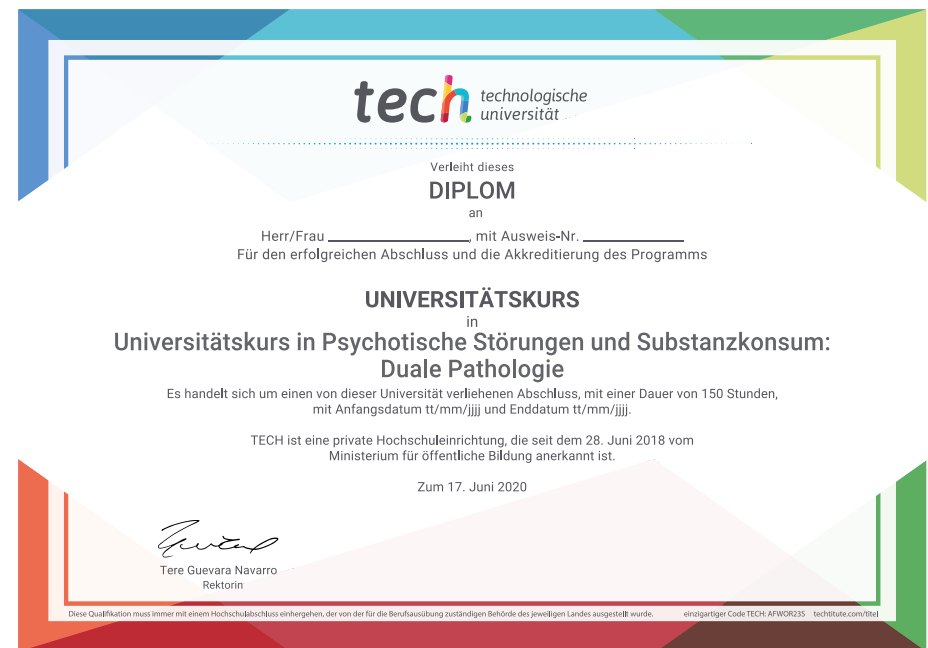 tech technologische
universität
Verleiht dieses
DIPLOM
an
Herr/Frau ____________________, mit Ausweis-Nr. ______________
Für den erfolgreichen Abschluss und die Akkreditierung des Programms
UNIVERSITÄTSKURS
in
Universitätskurs in Psychotische Störungen und Substanzkonsum:
Duale Pathologie
Es handelt sich um einen von dieser Universität verliehenen Abschluss, mit einer Dauer von 150 Stunden,
mit Anfangsdatum tt/mm/jjjj und Enddatum tt/mm/jjjj.
TECH ist eine private Hochschuleinrichtung, die seit dem 28. Juni 2018 vom
Ministerium für öffentliche Bildung anerkannt ist.
Zum 17. Juni 2020
Tere Guevara Navarro
Rektorin
Diese Qualifikation muss immer mit einem Hochschulabschluss einhergehen, der von der für die Berufsausübung zuständigen Behörde des jeweiligen Landes ausgestellt wurde. einzigartiger Code TECH: AFWOR23S techtitute.com/titel